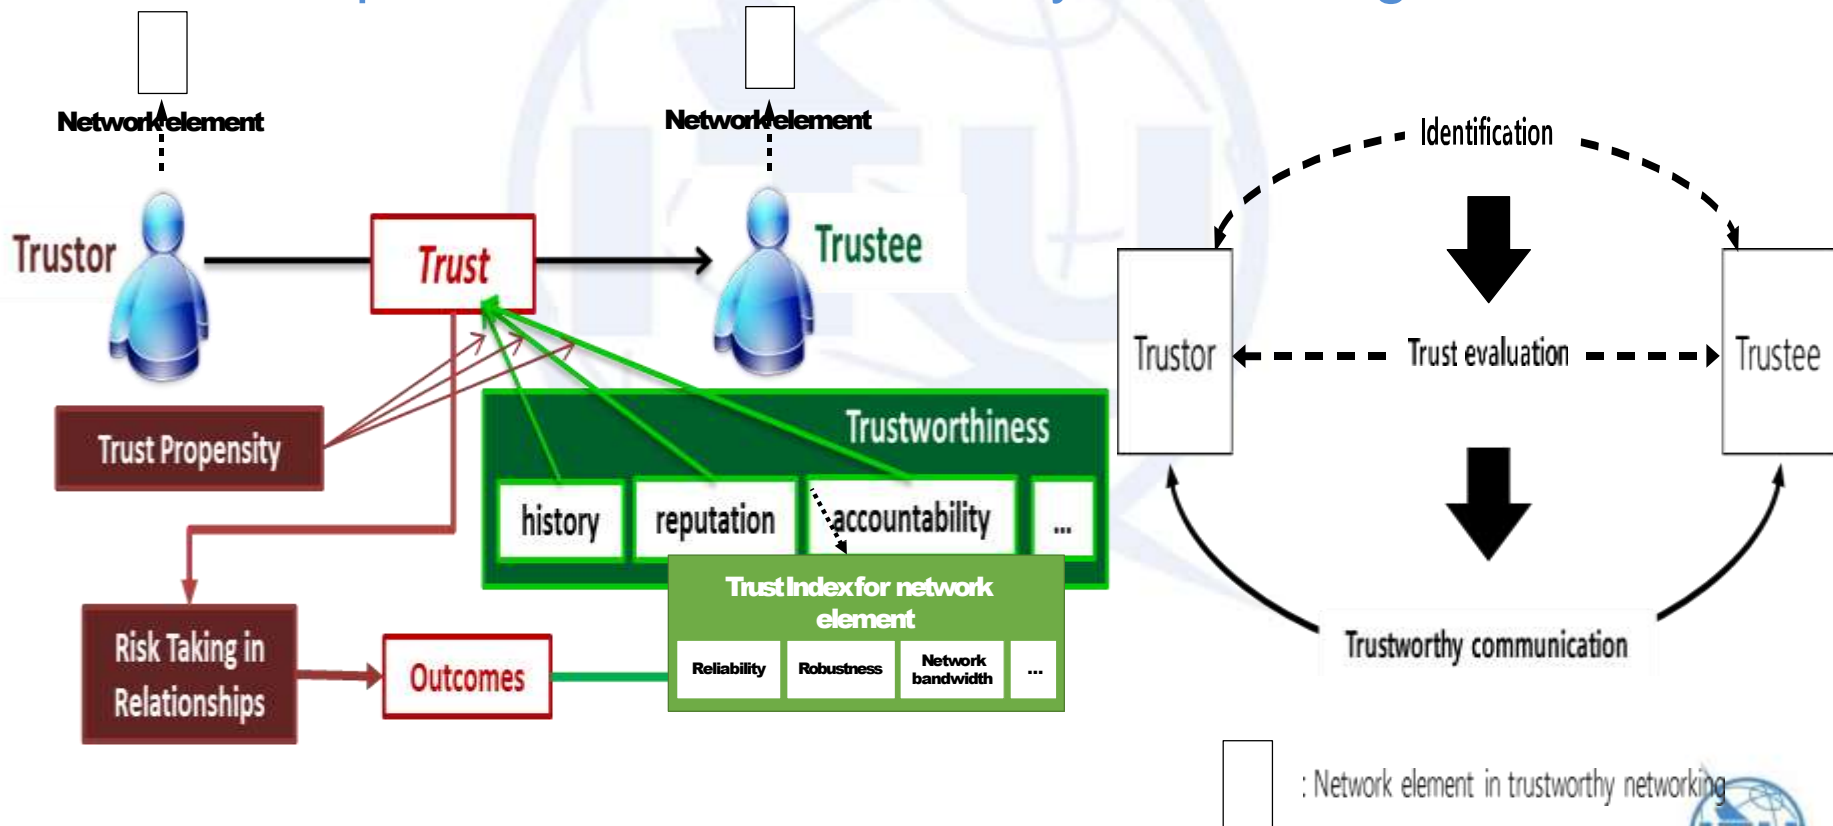 Network element
Network element
Trustor
Trust
Trustee
Trust Propensity
Trustworthiness
history
reputation
accountability
...
Trust Index for network
element
Reliability
Robustness
Network
bandwidth
...
Risk Taking in
Relationships
Outcomes
Identification
Trustor
Trust evaluation
Trustee
Trustworthy communication
: Network element in trustworthy networking
ITU